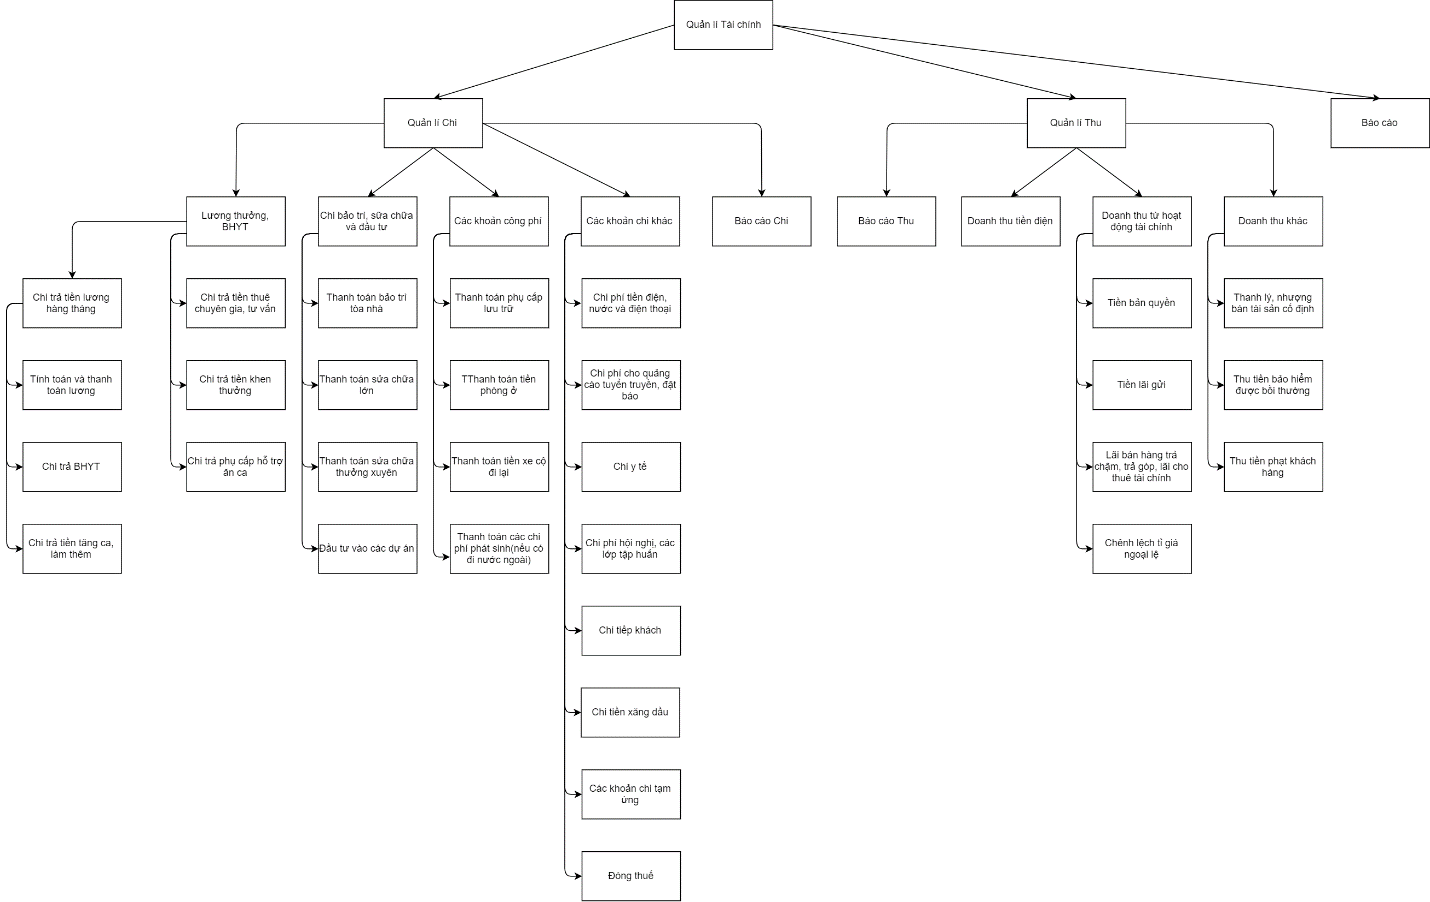 Quản lí Tài chính
Quản lí Chi
Quản lí Thu
Báo cáo
Lương thưởng,
BHYT
Chi bảo trì, sửa chữa
và đầu tư
Các khoản công phí
Các khoản chi khác
Báo cáo Chi
Báo cáo Thu
Doanh thu tiền điện
Doanh thu từ hoạt
động tài chính
Doanh thu khác
Chi trả tiền lương
hàng tháng
Chi trả tiền thuê
chuyên gia, tư vấn
Thanh toán bảo trì
tòa nhà
Thanh toán phụ cấp
lưu trữ
Chi phí tiền điện,
nước và điện thoại
Tiền bản quyền
Thanh lý, nhượng
bán tài sản cố định
Tính toán và thanh
toán lương
Chi trả tiền khen
thưởng
Thanh toán sửa chữa
lớn
TThanh toán tiền
phòng ở
Chi phí cho quảng
cáo tuyển truyền, đặt
báo
Tiền lãi gửi
Thu tiền bảo hiểm
được bồi thường
Chi trả BHYT
Chi trả phụ cấp hỗ trợ
ăn ca
Thanh toán sửa chữa
thưởng xuyên
Thanh toán tiền xe cộ
đi lại
Chi y tế
Lãi bán hàng trả
chậm, trả góp, lãi cho
thuê tài chính
Thu tiền phạt khách
hàng
Chi trả tiền tăng ca,
làm thêm
Đầu tư vào các dự án
Thanh toán các chi
phí phát sinh(nếu có
đi nước ngoài)
Chi phí hội nghị, các
lớp tập huấn
Chênh lệch tỉ giá
ngoại lệ
Chi tiếp khách
Chi tiền xăng dầu
Các khoản chi tạm
ứng
Đóng thuế